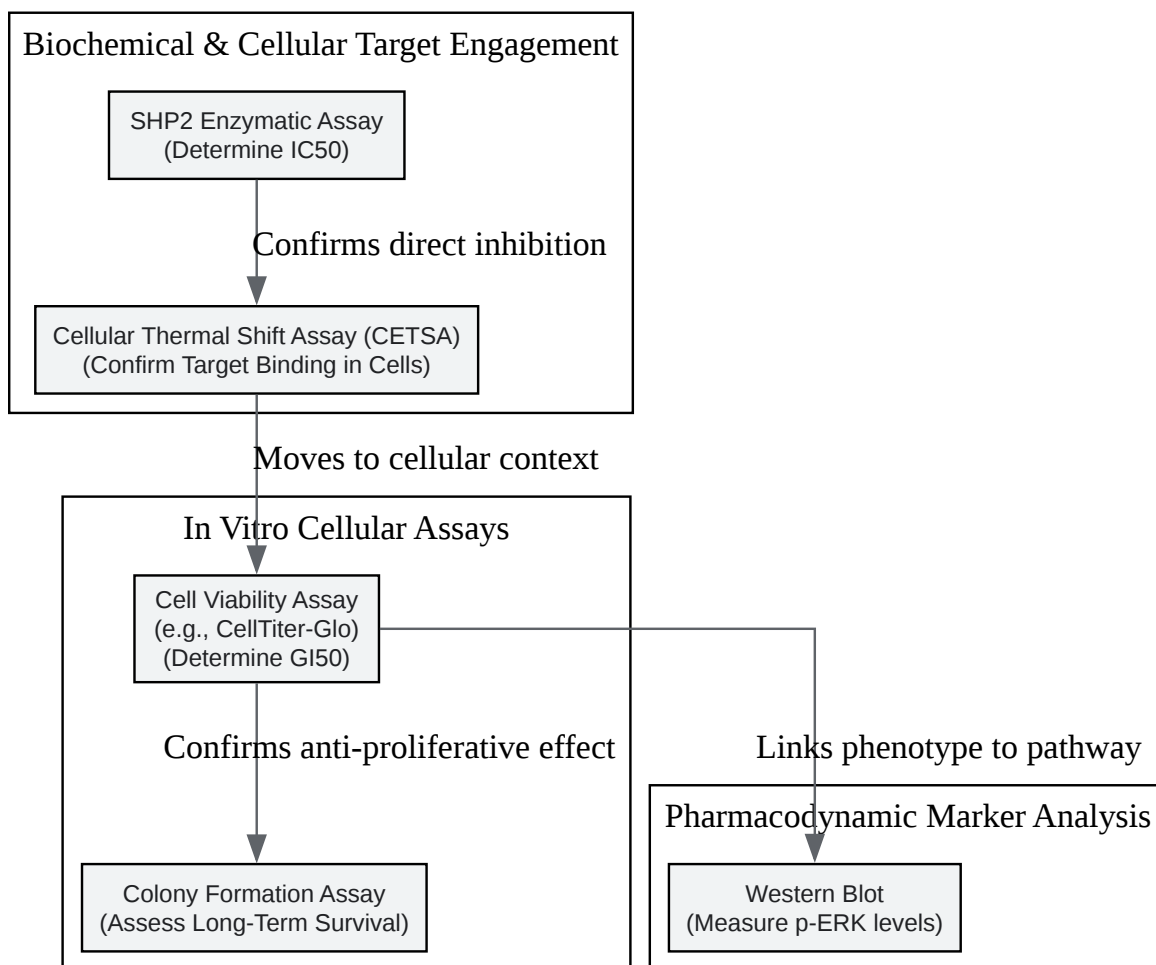 Biochemical & Cellular Target Engagement
SHP2 Enzymatic Assay
(Determine IC50)
Confirms direct inhibition
Cellular Thermal Shift Assay (CETSA)
(Confirm Target Binding in Cells)
Moves to cellular context
In Vitro Cellular Assays
Cell Viability Assay
(e.g., CellTiter-Glo)
(Determine GI50)
Confirms anti-proliferative effect
Links phenotype to pathway
Pharmacodynamic Marker Analysis
Colony Formation Assay
(Assess Long-Term Survival)
Western Blot
(Measure p-ERK levels)